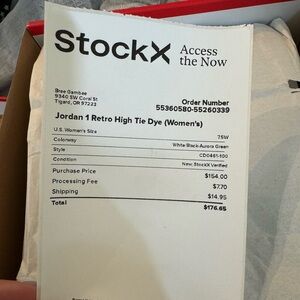 StockX Access
the Now
Bree Gambee
9340 SW Coral St
Tigard, OR 97223
Order Number
55360580-55260339
Jordan 1 Retro High Tie Dye (Women's)
U.S. Women's Size 7.5W
Colorway White Black-Aurora Green
Style CD0461-100
Condition New, StockX Verified
Purchase Price $154.00
Processing Fee $7.70
Shipping $14.95
Total $176.65